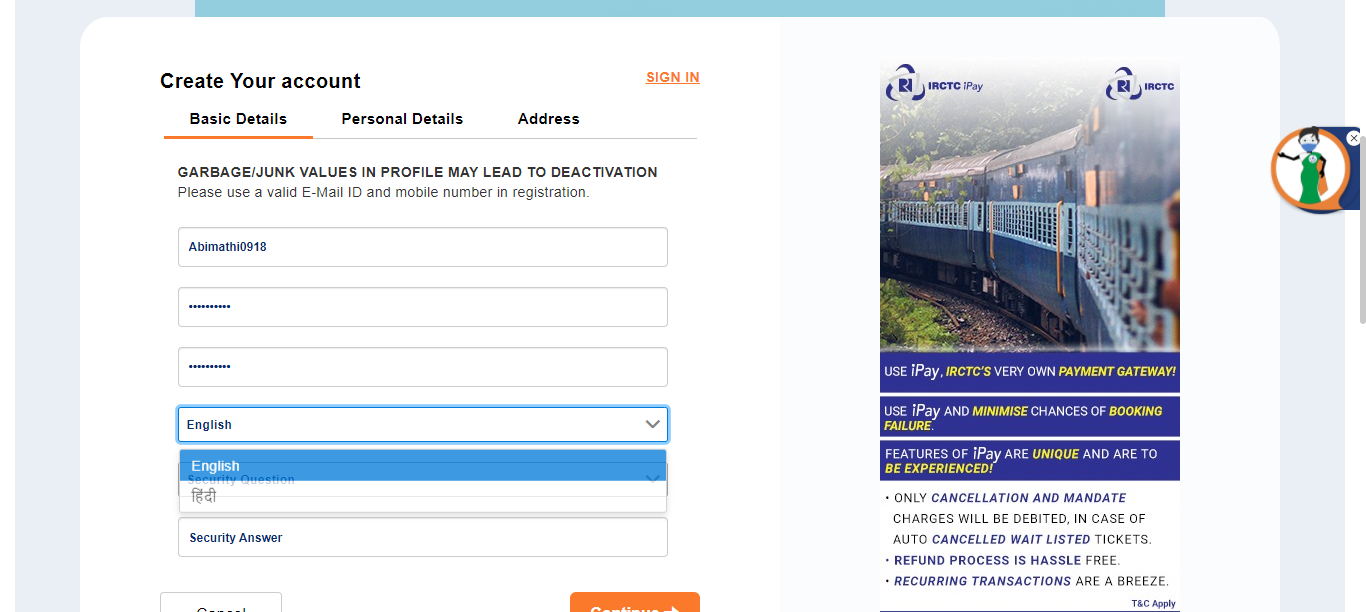 Create Your account
SIGN IN
Basic Details
Personal Details
Address
GARBAGE/JUNK VALUES IN PROFILE MAY LEAD TO DEACTIVATION
Please use a valid E-Mail ID and mobile number in registration.
Abimathi0918
••••••••••
••••••••••
English
English
Security Question
हिंदी
Security Answer
Cancel
Continue
IRCTC iPay
IRCTC
USE iPay, IRCTC'S VERY OWN PAYMENT GATEWAY!
USE iPay AND MINIMISE CHANCES OF BOOKING
FAILURE.
FEATURES OF iPay ARE UNIQUE AND ARE TO
BE EXPERIENCED!
• ONLY CANCELLATION AND MANDATE
CHARGES WILL BE DEBITED, IN CASE OF
AUTO CANCELLED WAIT LISTED TICKETS.
• REFUND PROCESS IS HASSLE FREE.
• RECURRING TRANSACTIONS ARE A BREEZE.
T&C Apply